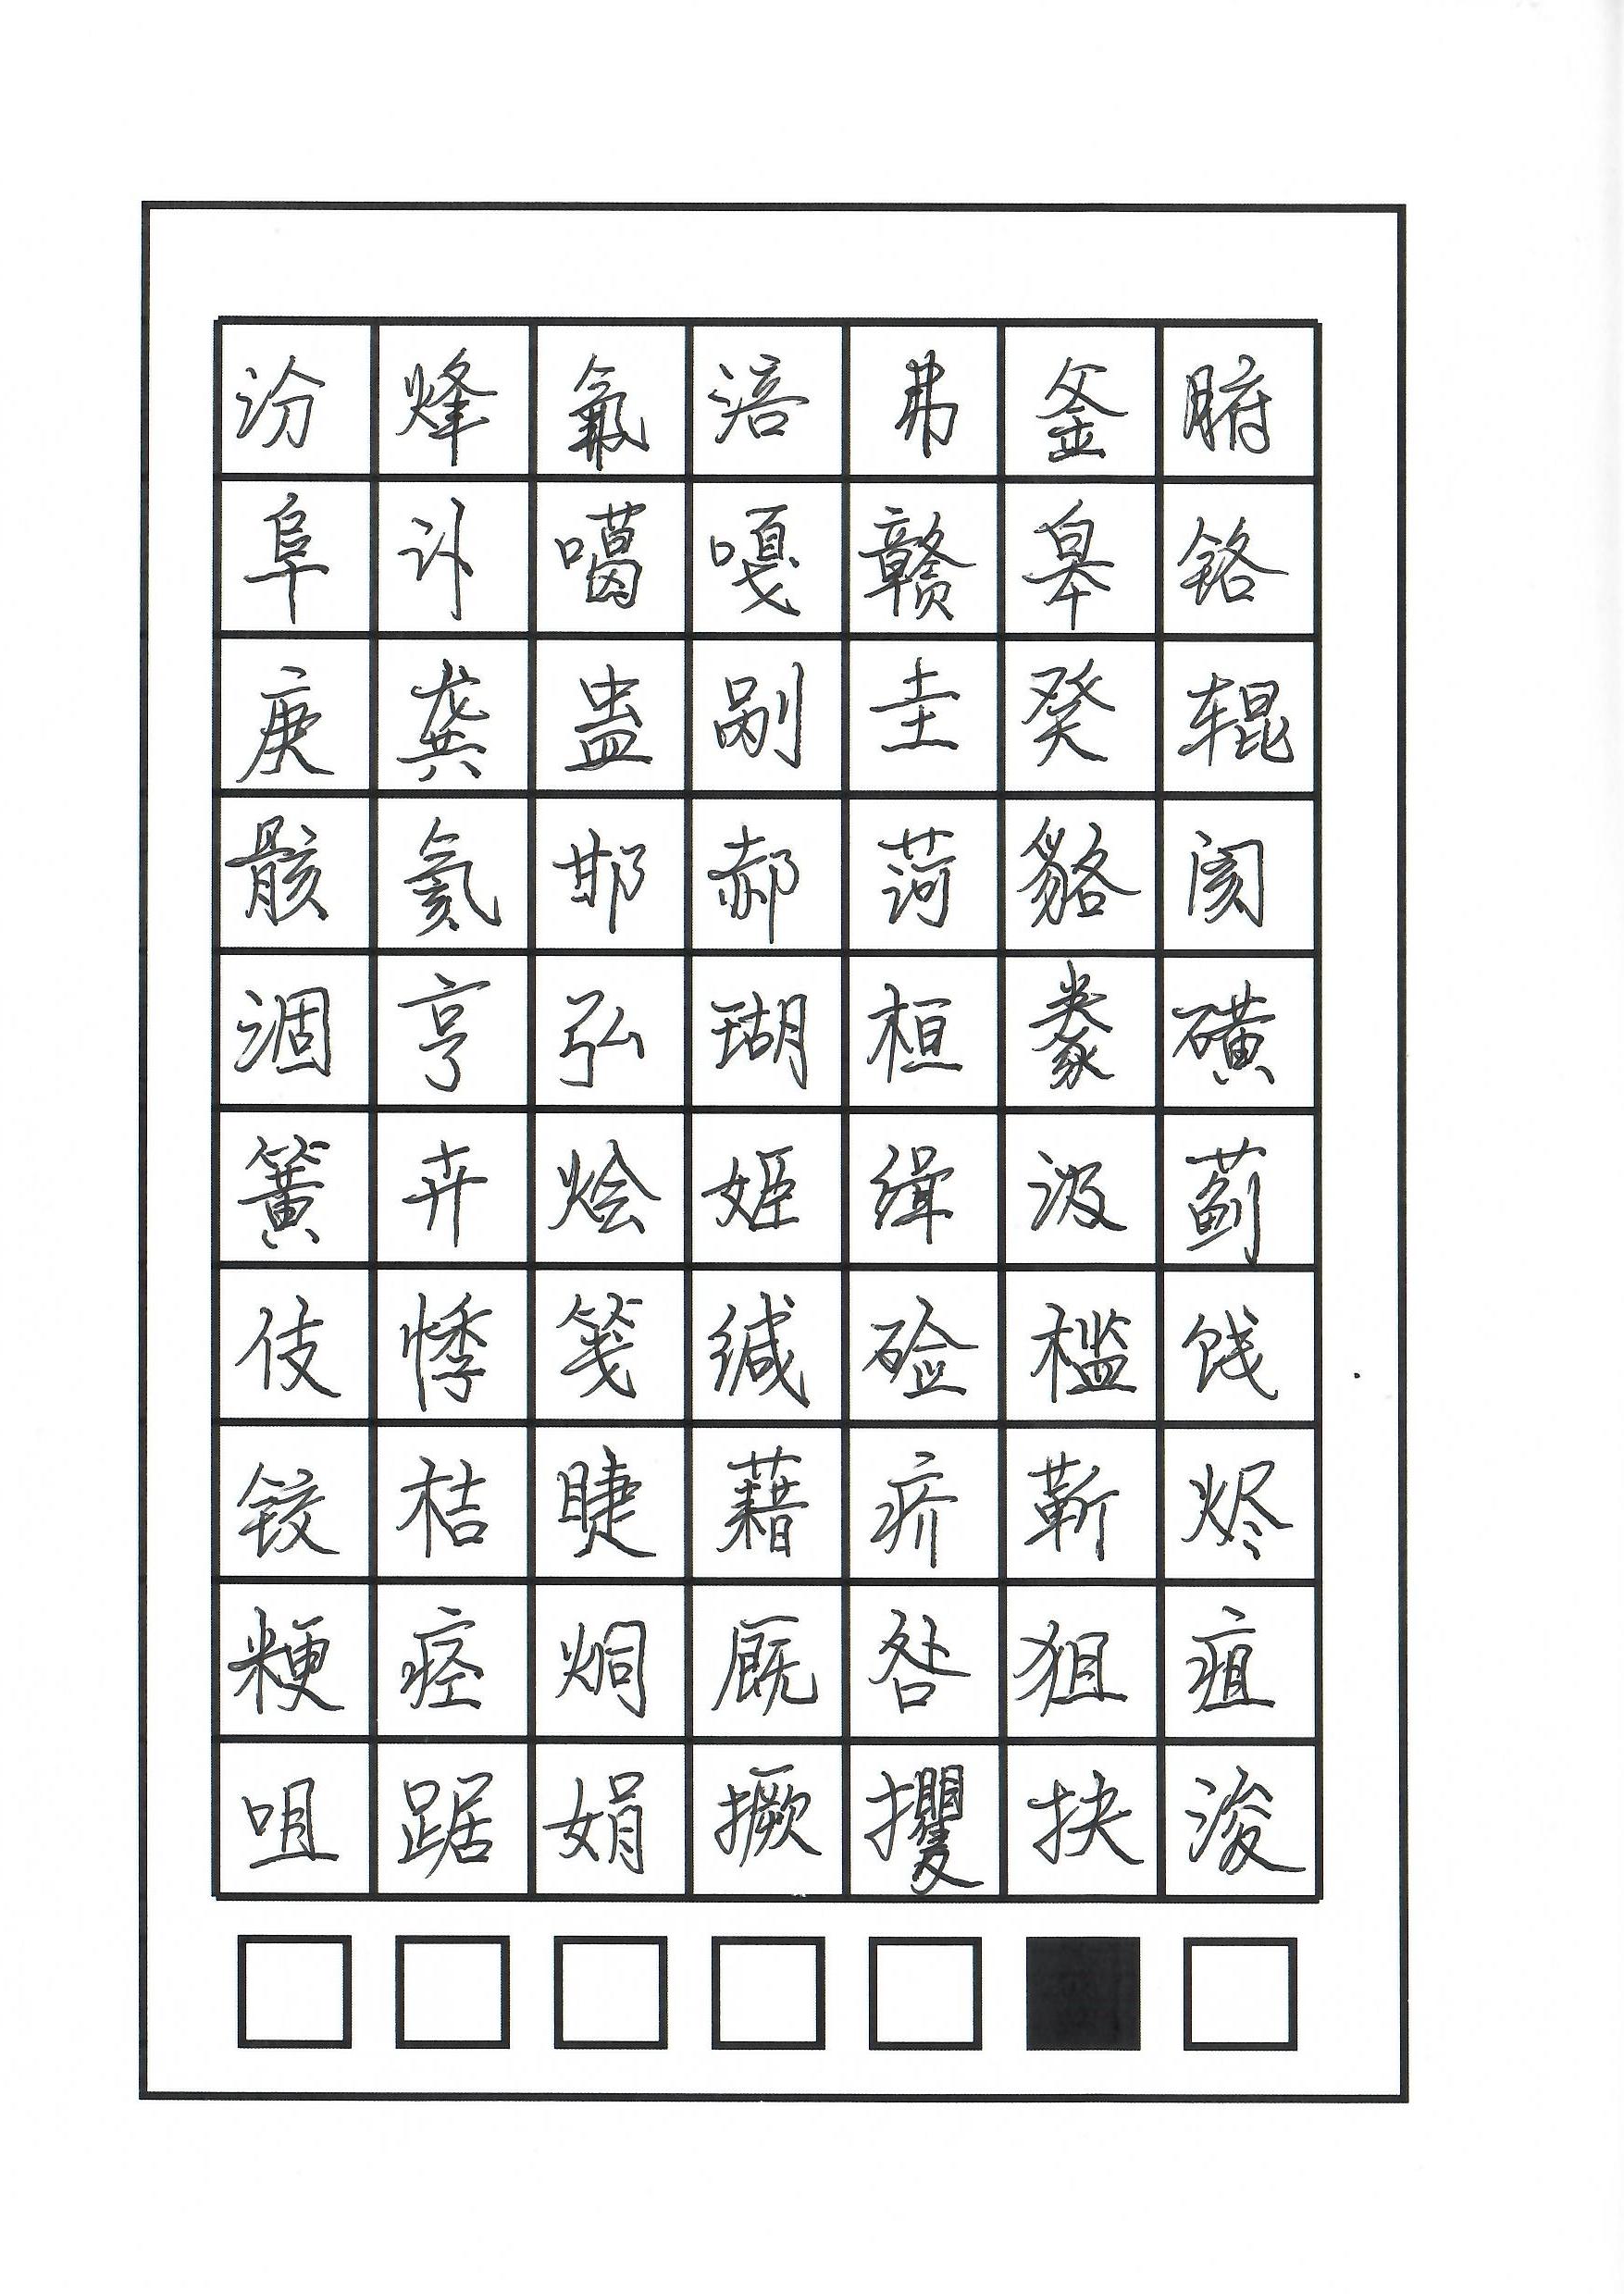 汾烽氟涪弗釜腑
阜讣噶嘎赣皋铬
庚龚蛊剐圭癸辊
骸氦邯郝菏貉阂
涸亨弘瑚桓豢磺
簧卉烩姬缉汲蓟
伎悸笺缄硷槛饯
铰桔睫藉疥靳烬
粳痉炯厩咎狙疽
咀踞娟撅攫抉浚